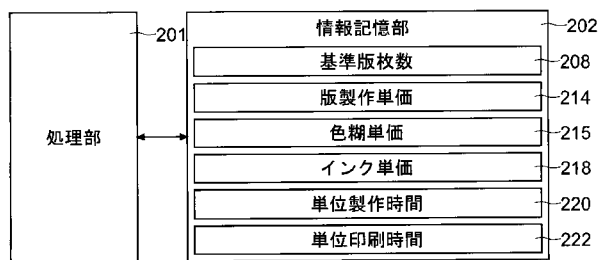 処理部
201
情報記憶部
202
基準版枚数
208
版製作単価
214
色糊単価
215
インク単価
218
単位製作時間
220
単位印刷時間
222